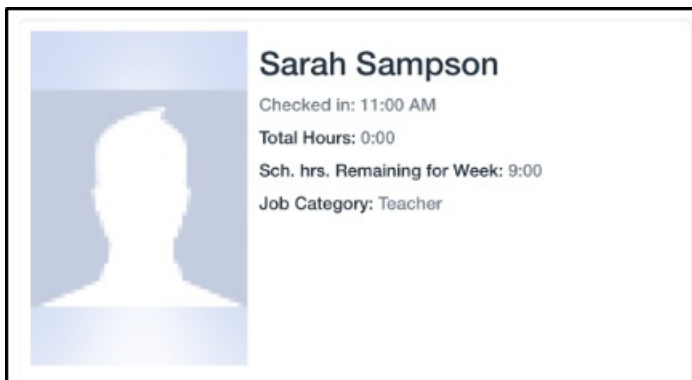 Sarah Sampson
Checked in: 11:00 AM
Total Hours: 0:00
Sch. hrs. Remaining for Week: 9:00
Job Category: Teacher